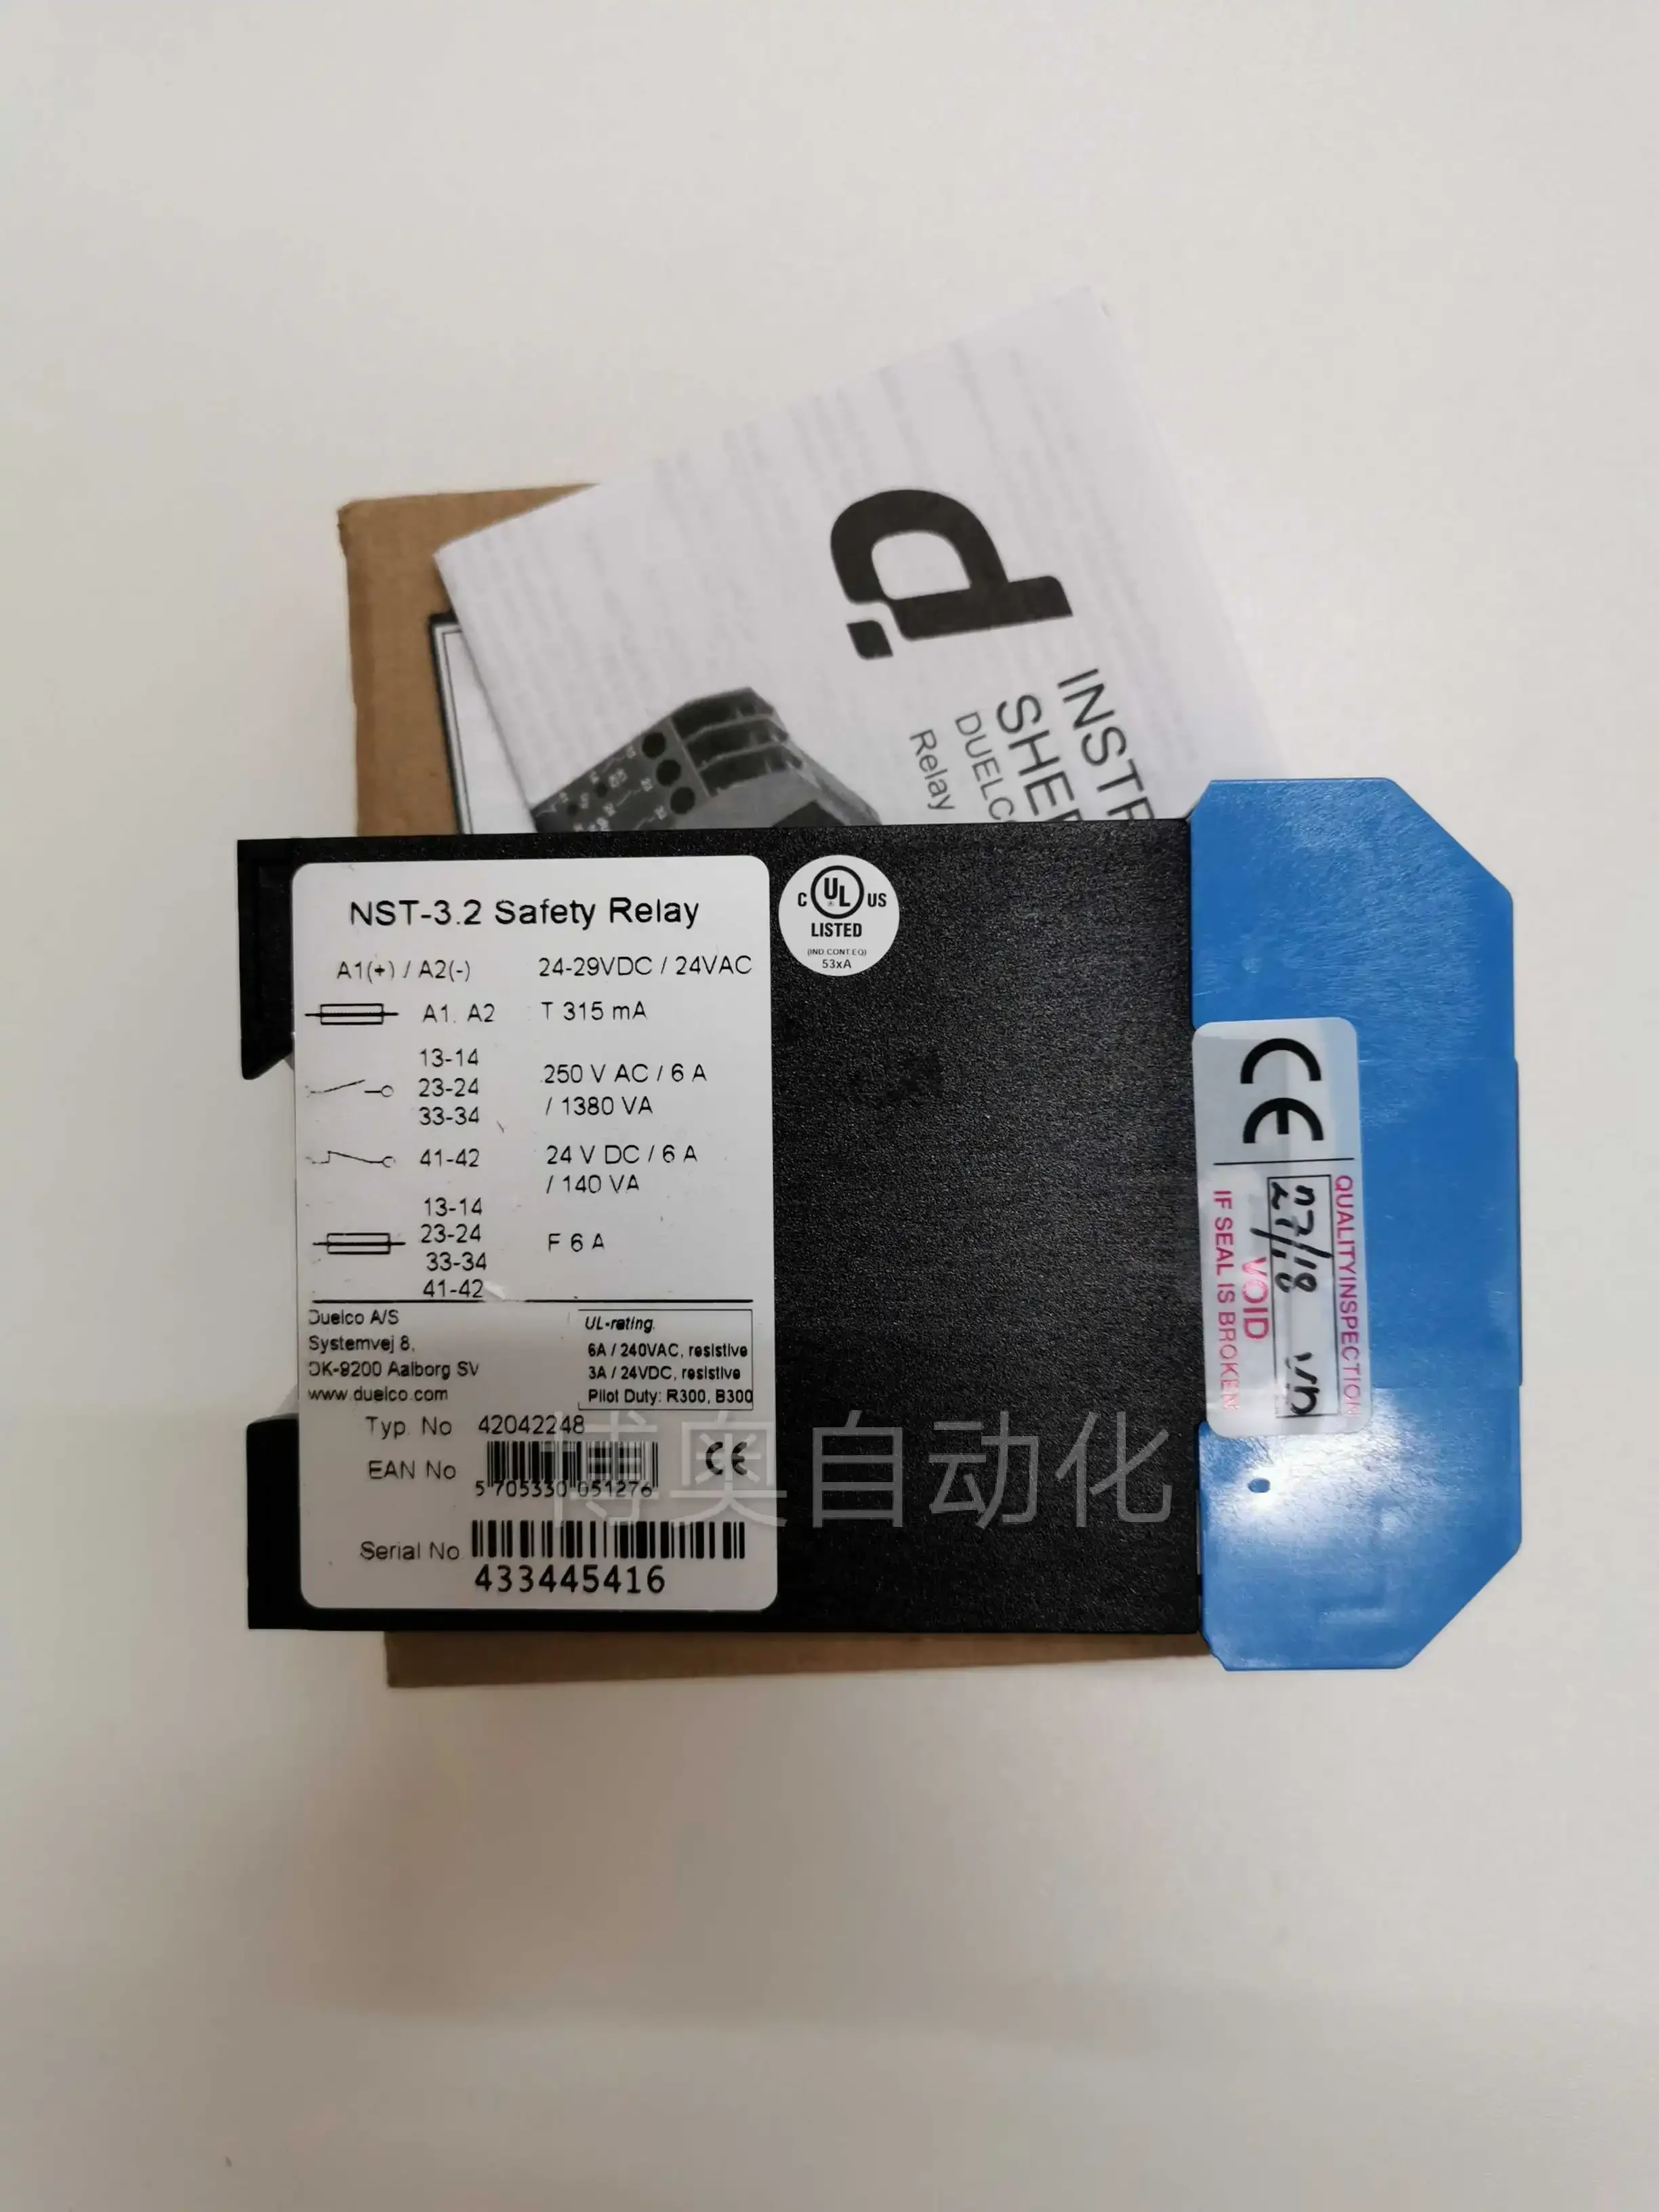 INSTR
SHEE
DUELC
Relay
NST-3.2 Safety Relay
A1(+) / A2(-) 24-29VDC / 24VAC
A1. A2 T 315 mA
13-14
23-24
33-34
250 V AC / 6 A
/ 1380 VA
41-42
24 V DC / 6 A
/ 140 VA
13-14
23-24
33-34
41-42
F 6 A
Duelco A/S
Systemvej 8,
DK-9200 Aalborg SV
www.duelco.com
UL-rating.
6A / 240VAC, resistive
3A / 24VDC, resistive
Pilot Duty: R300, B300
Typ. No 42042248
EAN No
5 705330 051276
CE
Serial No
433445416
C UL US
LISTED
(IND.CONT.EQ)
53xA
CE
QUALITYINSPECTION
VOID
IF SEAL IS BROKEN
博奥自动化